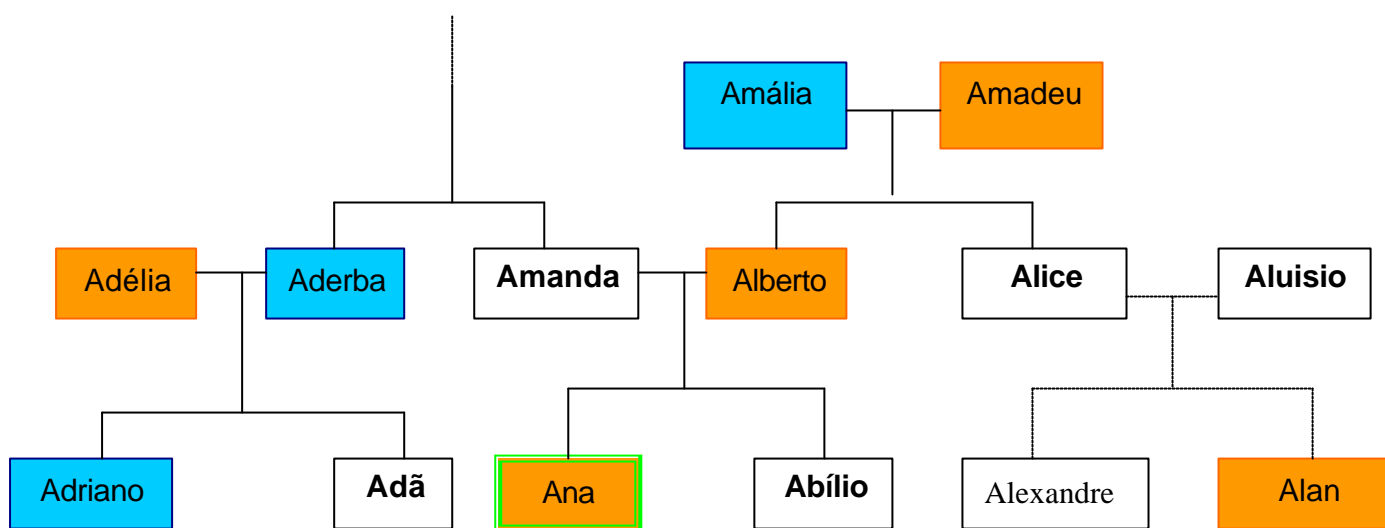 Amália
Amadeu
Adélia
Aderba
Amanda
Alberto
Alice
Aluisio
Adriano
Adã
Ana
Abílio
Alexandre
Alan